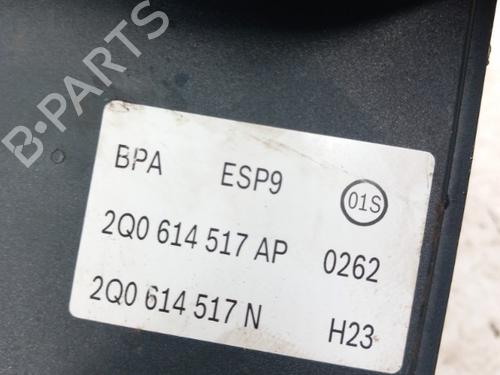 B-PARTS
BPA ESP9 01S
2Q0 614 517 AP 0262
2Q0 614 517 N H23